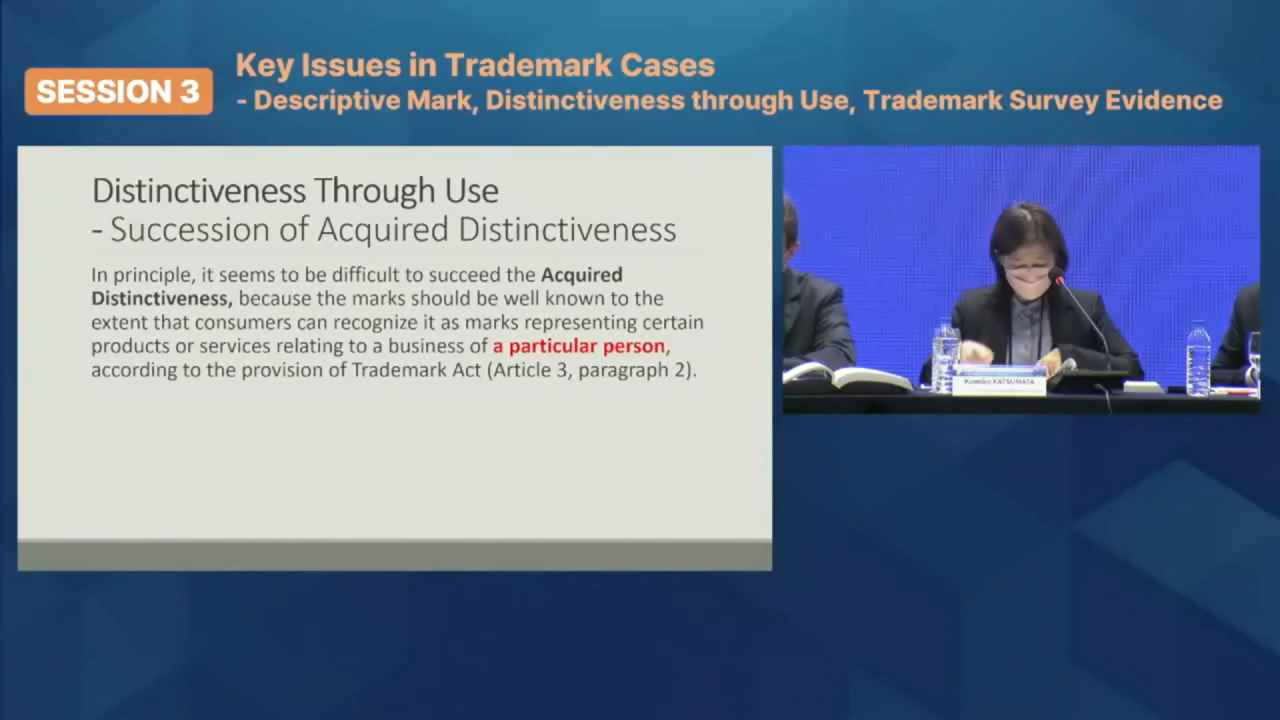 SESSION 3
Key Issues in Trademark Cases
- Descriptive Mark, Distinctiveness through Use, Trademark Survey Evidence
Distinctiveness Through Use
- Succession of Acquired Distinctiveness
In principle, it seems to be difficult to succeed the Acquired
Distinctiveness, because the marks should be well known to the
extent that consumers can recognize it as marks representing certain
products or services relating to a business of a particular person,
according to the provision of Trademark Act (Article 3, paragraph 2).
Kumiko KATSUMATA